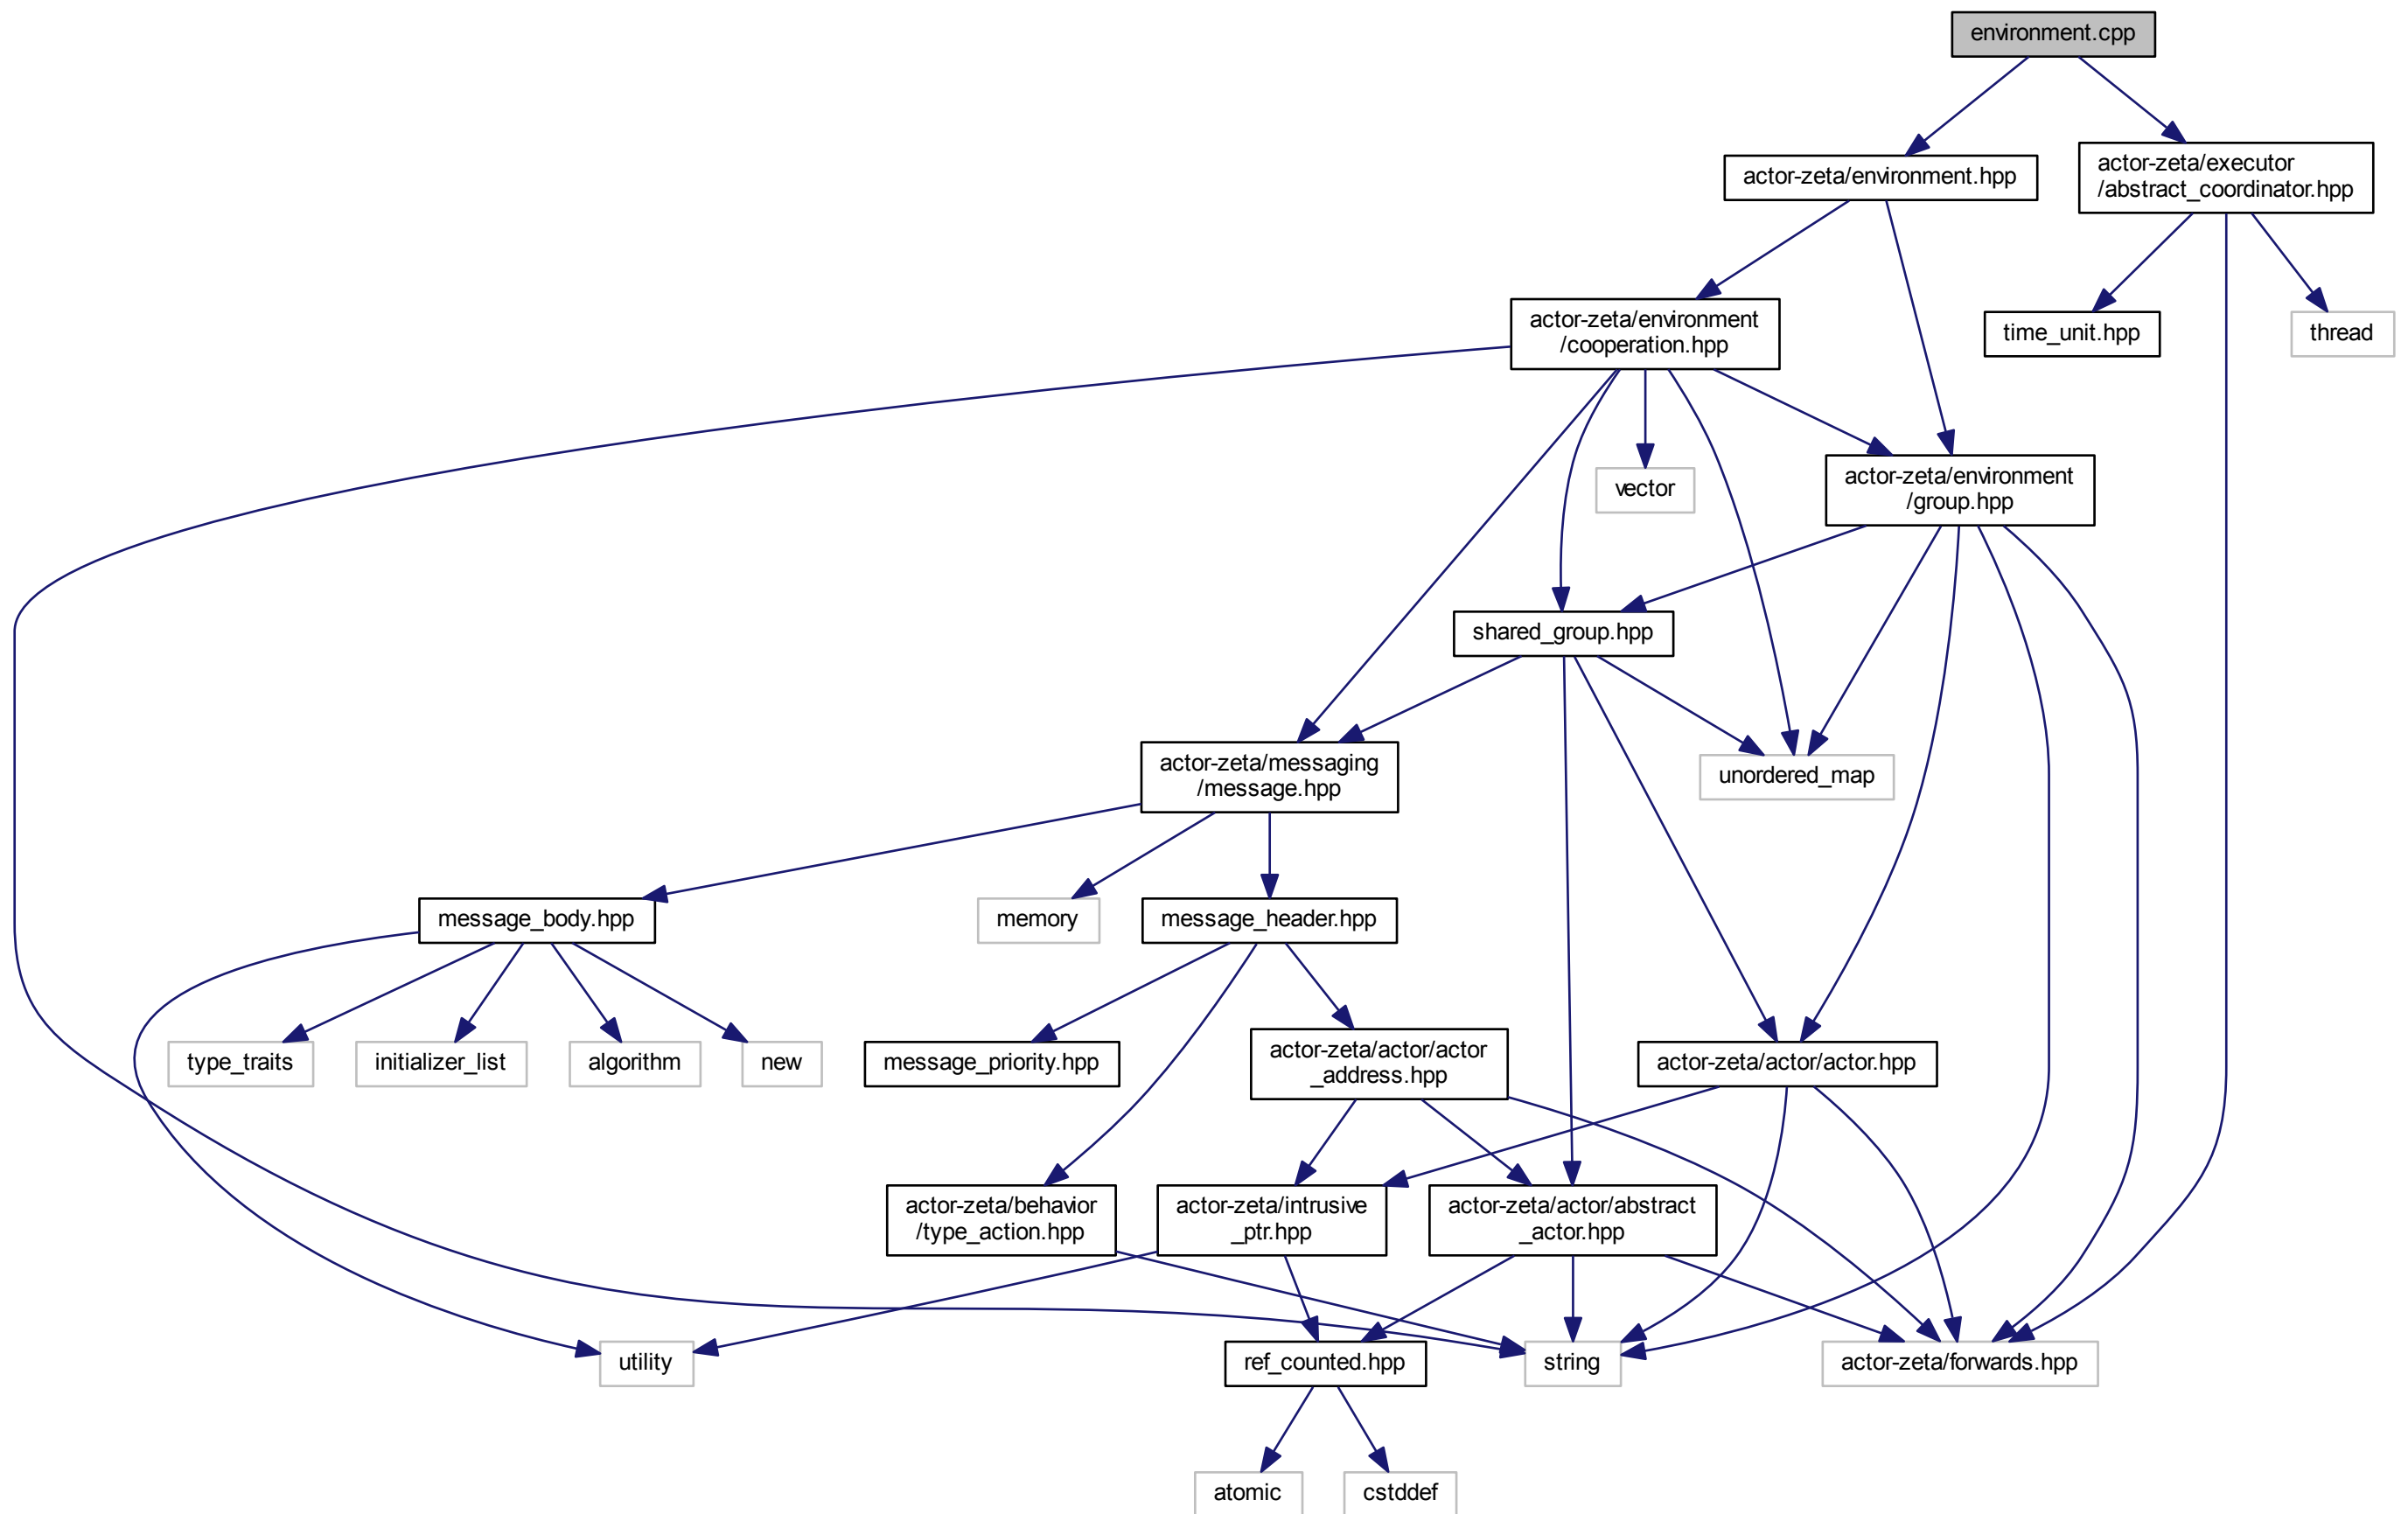 environment.cpp
actor-zeta/environment.hpp
actor-zeta/executor
/abstract_coordinator.hpp
actor-zeta/environment
/cooperation.hpp
time_unit.hpp
thread
vector
actor-zeta/environment
/group.hpp
shared_group.hpp
actor-zeta/messaging
/message.hpp
unordered_map
message_body.hpp
memory
message_header.hpp
type_traits
initializer_list
algorithm
new
message_priority.hpp
actor-zeta/actor/actor
_address.hpp
actor-zeta/actor/actor.hpp
actor-zeta/behavior
/type_action.hpp
actor-zeta/intrusive
_ptr.hpp
actor-zeta/actor/abstract
_actor.hpp
utility
ref_counted.hpp
string
actor-zeta/forwards.hpp
atomic
cstddef